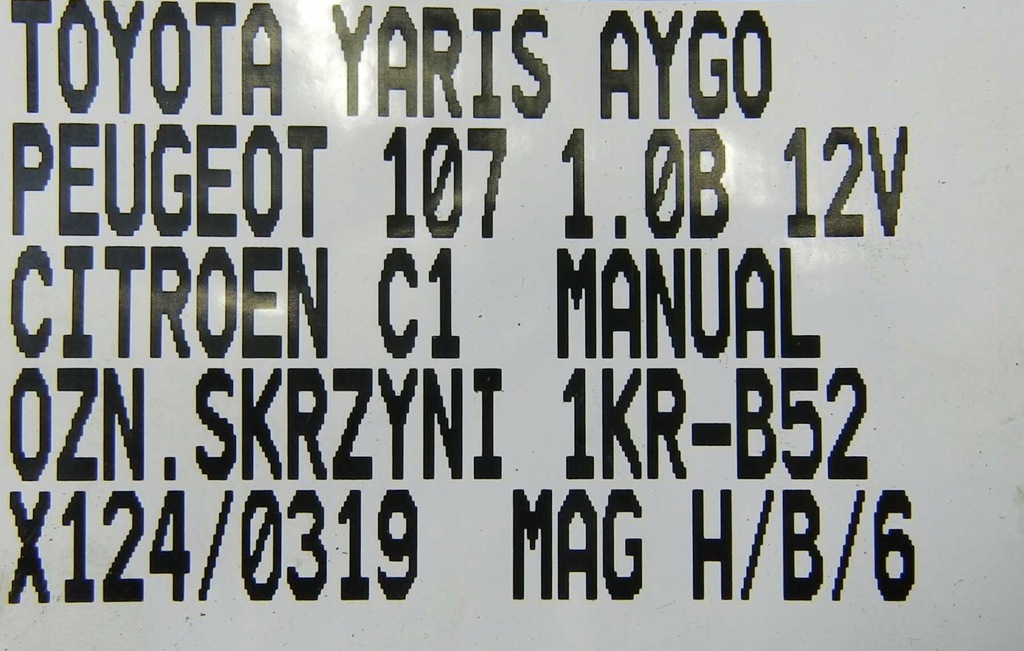 TOYOTA YARIS AYGO
PEUGEOT 107 1.0B 12V
CITROEN C1 MANUAL
OZN.SKRZYNI 1KR-B52
X124/0319 MAG H/B/6